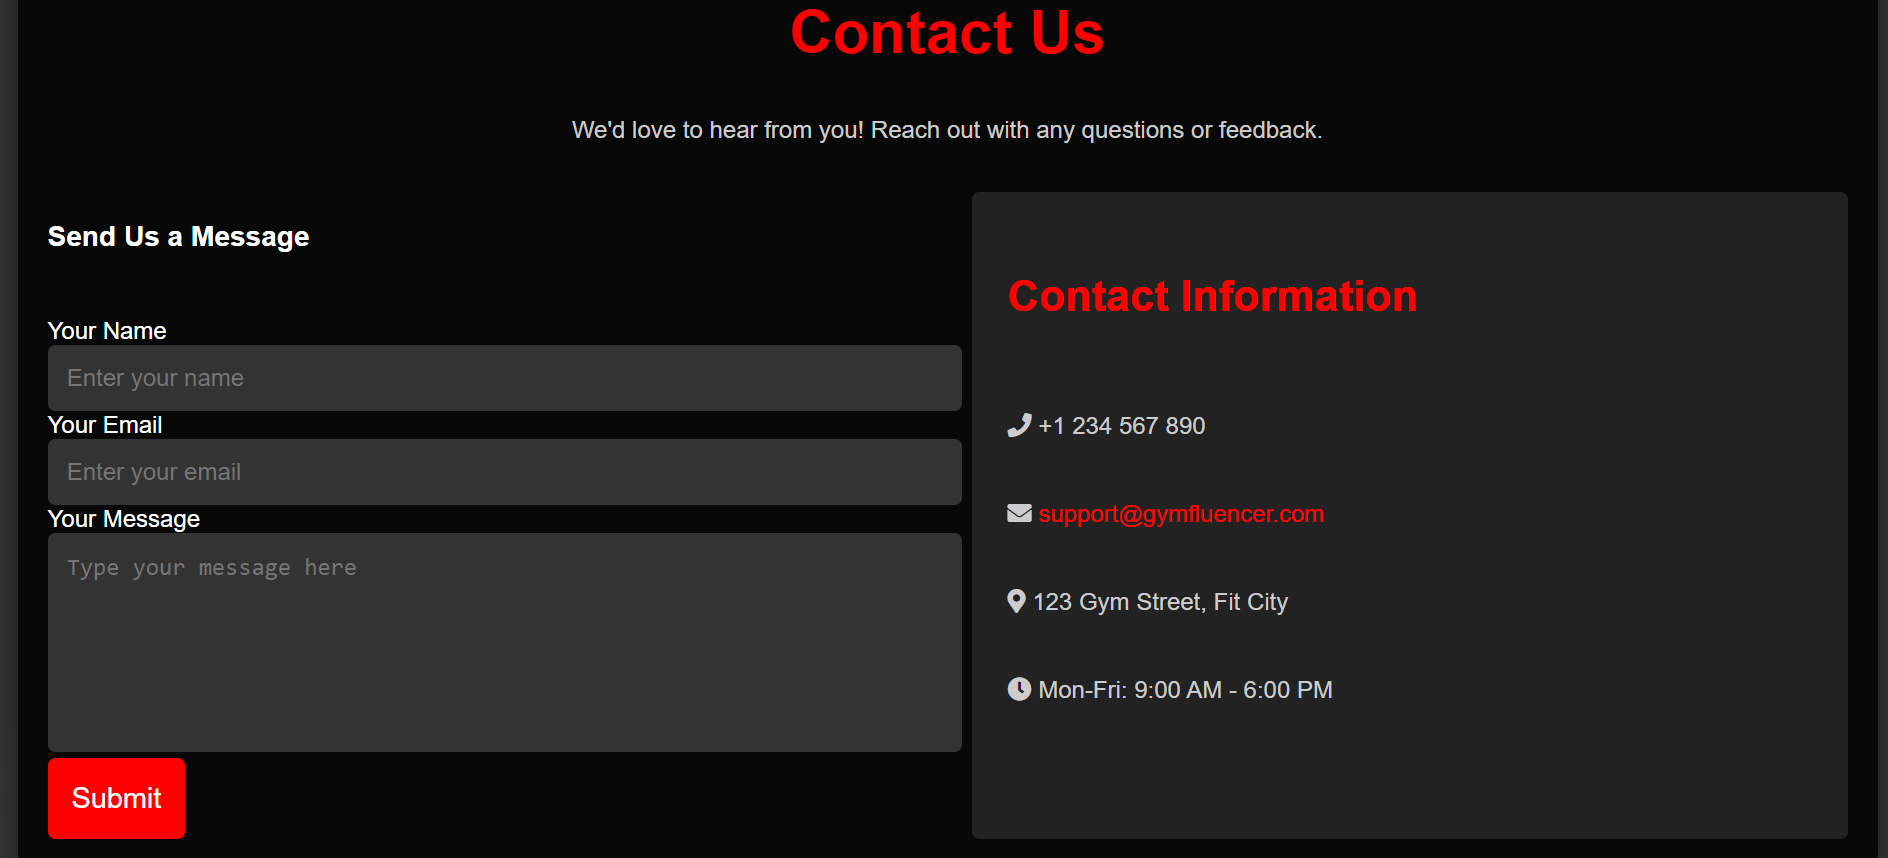 Contact Us
We'd love to hear from you! Reach out with any questions or feedback.
Send Us a Message
Your Name
Enter your name
Your Email
Enter your email
Your Message
Type your message here
Submit
Contact Information
+1 234 567 890
support@gymfluencer.com
123 Gym Street, Fit City
Mon-Fri: 9:00 AM - 6:00 PM